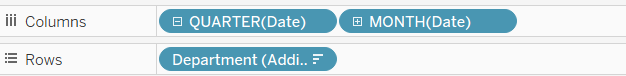 Columns QUARTER(Date) MONTH(Date)
Rows Department (Addi..